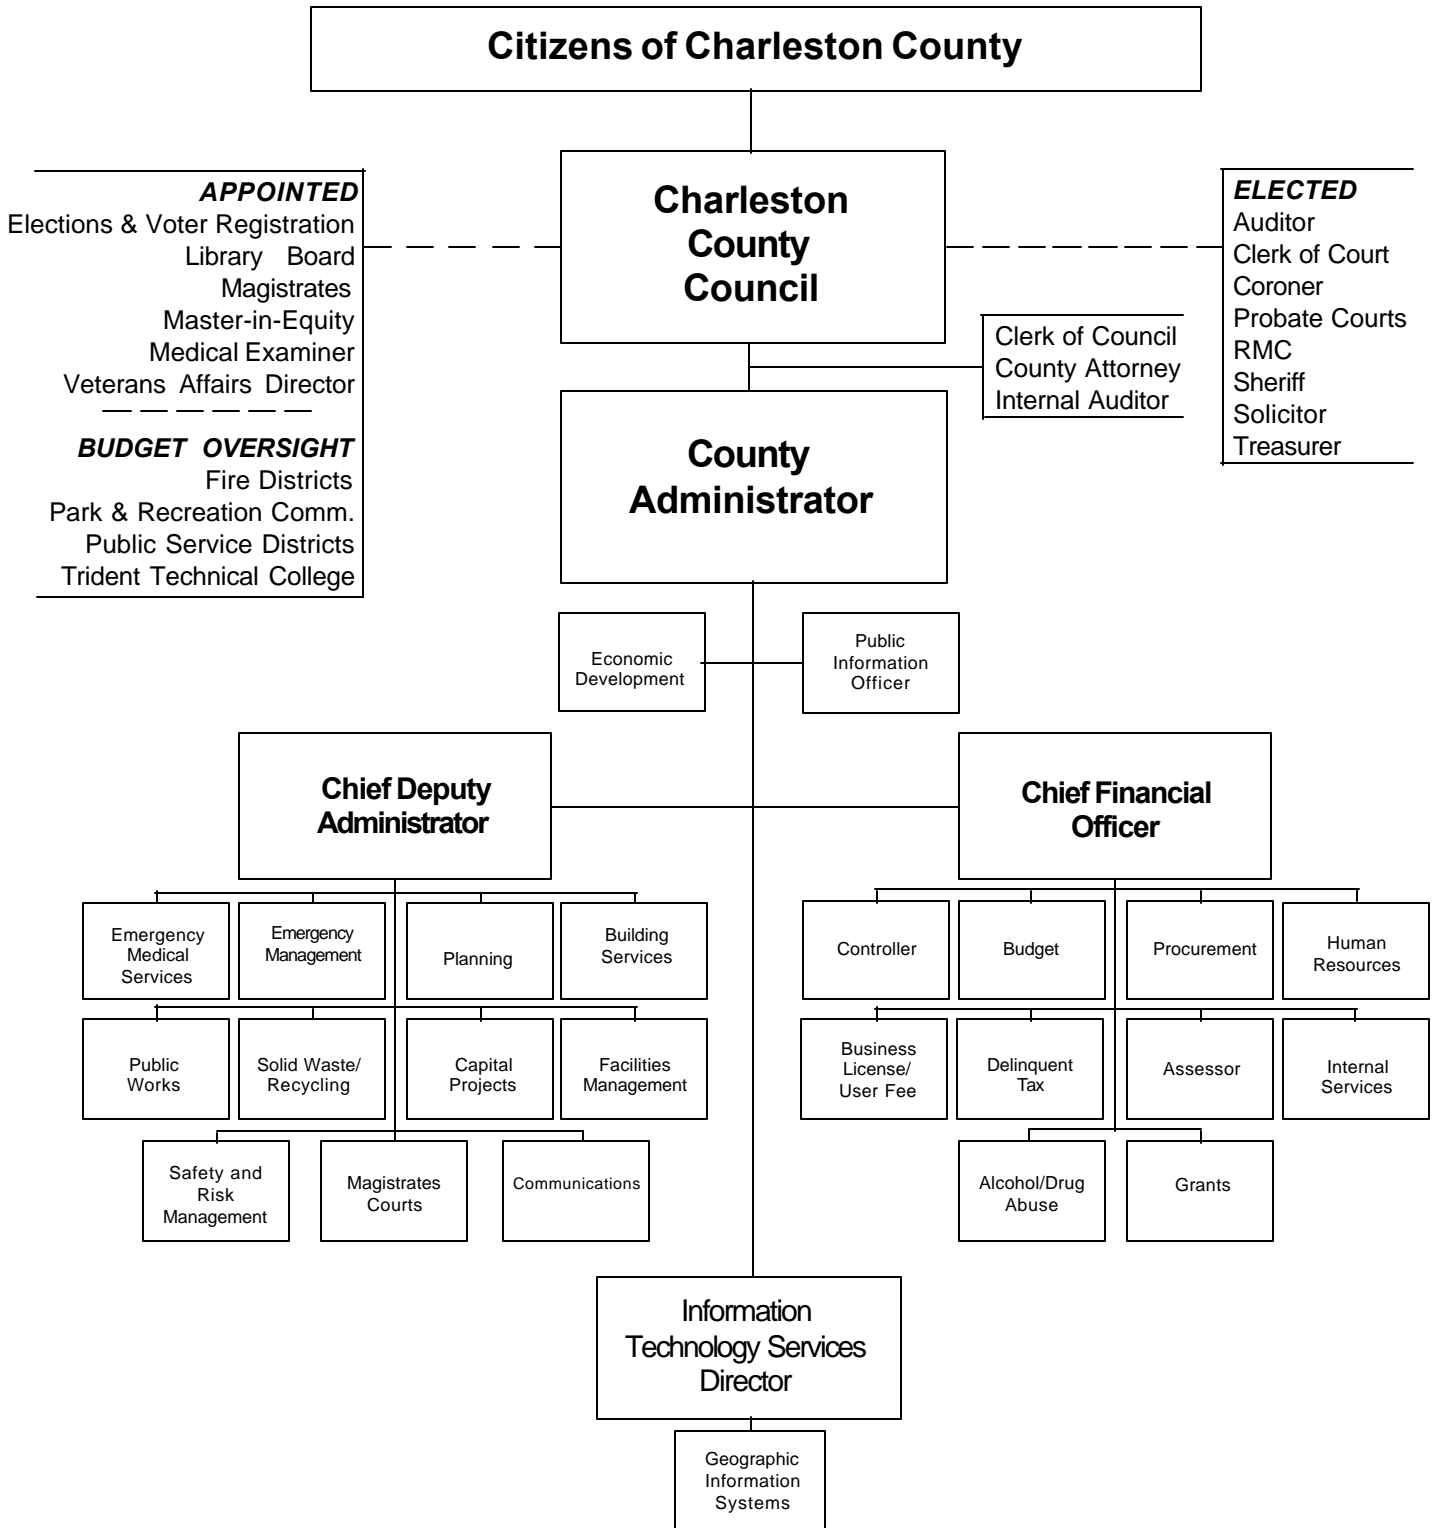 Citizens of Charleston County
Charleston
County
Council
APPOINTED
Elections & Voter Registration
Library Board
Magistrates
Master-in-Equity
Medical Examiner
Veterans Affairs Director
BUDGET OVERSIGHT
Fire Districts
Park & Recreation Comm.
Public Service Districts
Trident Technical College
ELECTED
Auditor
Clerk of Court
Coroner
Probate Courts
RMC
Sheriff
Solicitor
Treasurer
Clerk of Council
County Attorney
Internal Auditor
County
Administrator
Economic
Development
Public
Information
Officer
Chief Deputy
Administrator
Chief Financial
Officer
Emergency
Medical
Services
Emergency
Management
Planning
Building
Services
Controller
Budget
Procurement
Human
Resources
Public
Works
Solid Waste/
Recycling
Capital
Projects
Facilities
Management
Business
License/
User Fee
Delinquent
Tax
Assessor
Internal
Services
Safety and
Risk
Management
Magistrates
Courts
Communications
Alcohol/Drug
Abuse
Grants
Information
Technology Services
Director
Geographic
Information
Systems